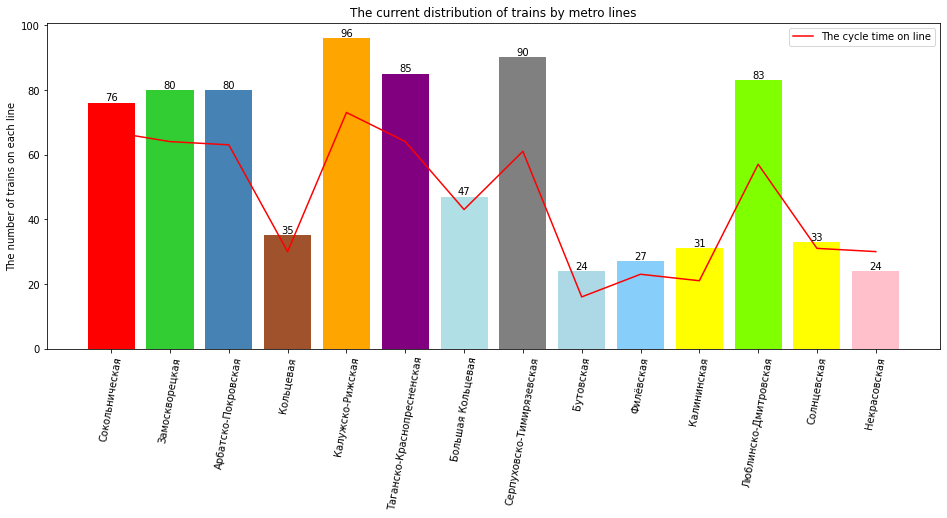 The current distribution of trains by metro lines
The cycle time on line
The number of trains on each line
100
80
60
40
20
0
76
80
80
35
96
85
47
90
24
27
31
83
33
24
Сокольническая
Замоскворецкая
Арбатско-Покровская
Кольцевая
Калужско-Рижская
Таганско-Краснопресненская
Большая Кольцевая
Серпуховско-Тимирязевская
Бутовская
Филёвская
Калининская
Люблинско-Дмитровская
Солнцевская
Некрасовская